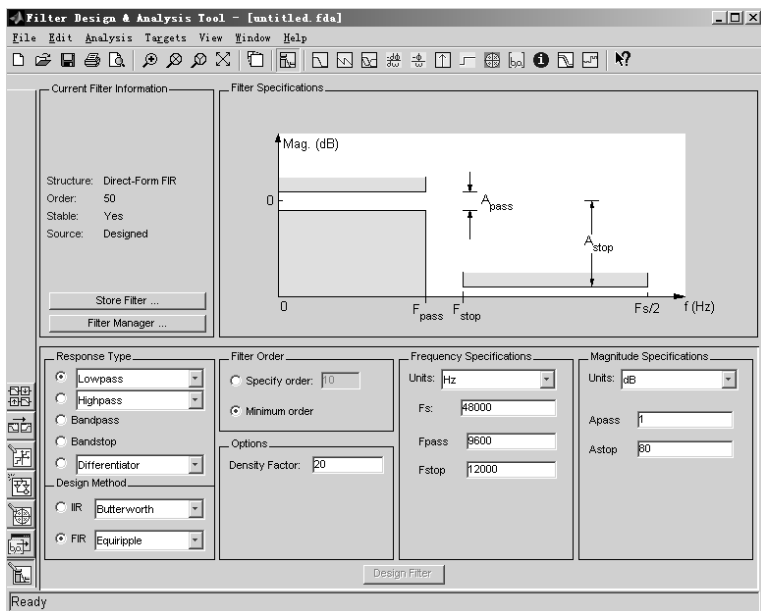 Filter Design & Analysis Tool - [untitled.fda]
File Edit Analysis Targets View Window Help
Current Filter Information
Structure: Direct-Form FIR
Order: 50
Stable: Yes
Source: Designed
Store Filter ...
Filter Manager ...
Filter Specifications
Mag. (dB)
0
Apass
Astop
0 Fpass Fstop Fs/2 f (Hz)
Response Type
Lowpass
Highpass
Bandpass
Bandstop
Differentiator
Design Method
IIR Butterworth
FIR Equiripple
Filter Order
Specify order: 10
Minimum order
Options
Density Factor: 20
Frequency Specifications
Units: Hz
Fs: 48000
Fpass 9600
Fstop 12000
Magnitude Specifications
Units: dB
Apass 1
Astop 80
Design Filter
Ready